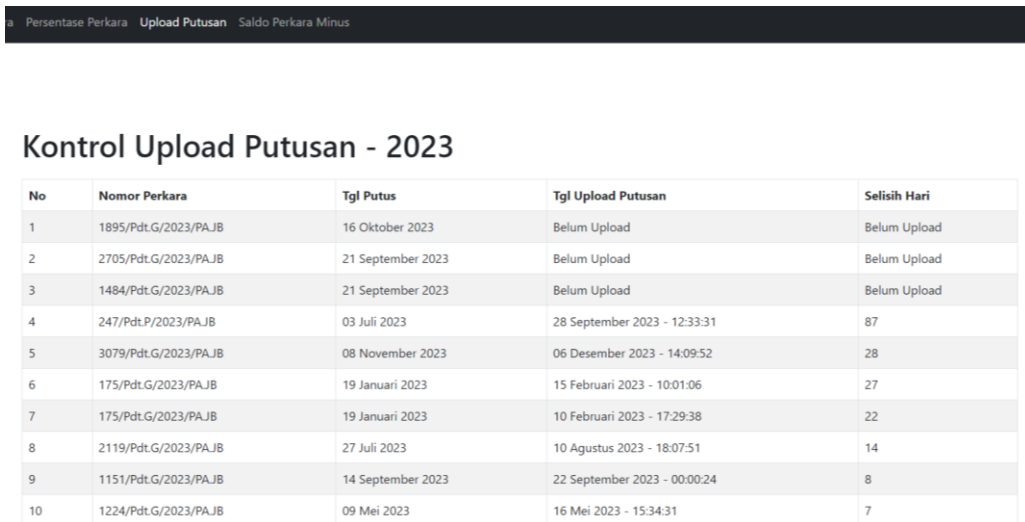 ra Persentase Perkara Upload Putusan Saldo Perkara Minus
Kontrol Upload Putusan - 2023
No Nomor Perkara Tgl Putus Tgl Upload Putusan Selisih Hari
1 1895/Pdt.G/2023/PA.JB 16 Oktober 2023 Belum Upload Belum Upload
2 2705/Pdt.G/2023/PA.JB 21 September 2023 Belum Upload Belum Upload
3 1484/Pdt.G/2023/PA.JB 21 September 2023 Belum Upload Belum Upload
4 247/Pdt.P/2023/PA.JB 03 Juli 2023 28 September 2023 - 12:33:31 87
5 3079/Pdt.G/2023/PA.JB 08 November 2023 06 Desember 2023 - 14:09:52 28
6 175/Pdt.G/2023/PA.JB 19 Januari 2023 15 Februari 2023 - 10:01:06 27
7 175/Pdt.G/2023/PA.JB 19 Januari 2023 10 Februari 2023 - 17:29:38 22
8 2119/Pdt.G/2023/PA.JB 27 Juli 2023 10 Agustus 2023 - 18:07:51 14
9 1151/Pdt.G/2023/PA.JB 14 September 2023 22 September 2023 - 00:00:24 8
10 1224/Pdt.G/2023/PA.JB 09 Mei 2023 16 Mei 2023 - 15:34:31 7